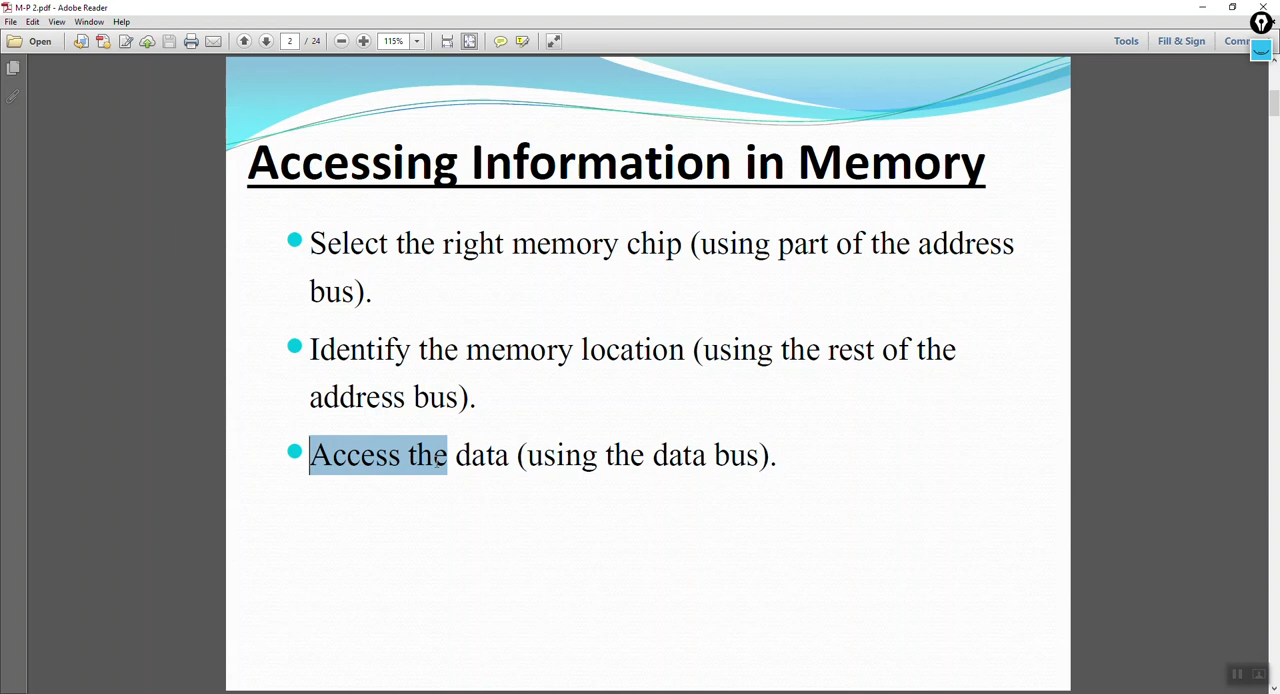 M-P 2.pdf - Adobe Reader
File Edit View Window Help
Open 2 / 24 115% Tools Fill & Sign
Accessing Information in Memory
Select the right memory chip (using part of the address
bus).
Identify the memory location (using the rest of the
address bus).
Access the data (using the data bus).